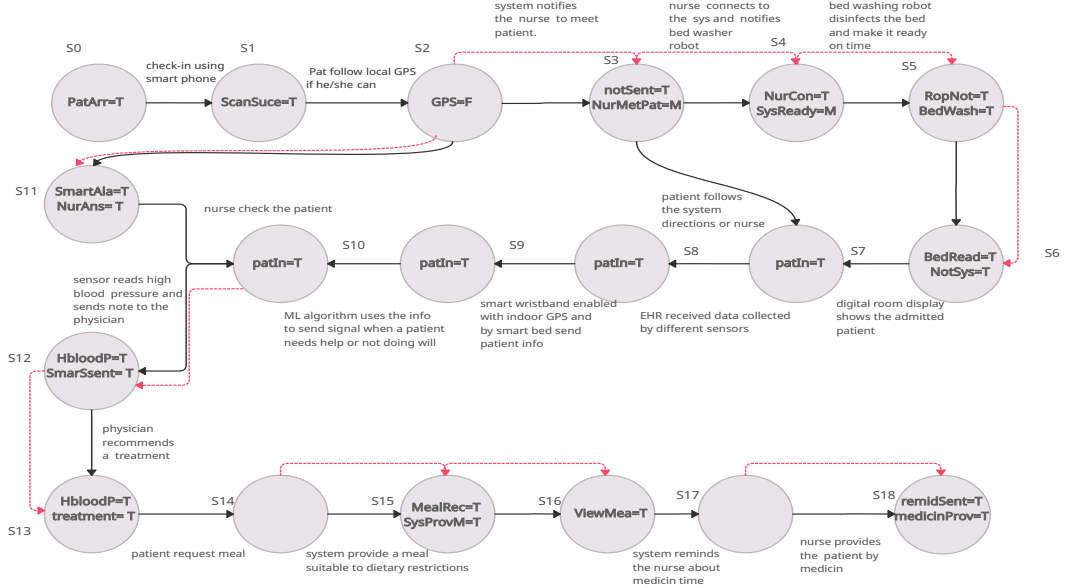 system notifies
the nurse to meet
patient.
nurse connects to
the sys and notifies
bed washer
robot
bed washing robot
disinfects the bed
and make it ready
on time
S0
S1
S2
S3
S4
S5
check-in using
smart phone
Pat follow local GPS
if he/she can
PatArr=T
ScanSuce=T
GPS=F
notSent=T
NurMetPat=M
NurCon=T
SysReady=M
RopNot=T
BedWash=T
S11
SmartAla=T
NurAns= T
nurse check the patient
patient follows
the system
directions or nurse
S10
S9
S8
S7
S6
patIn=T
patIn=T
patIn=T
patIn=T
BedRead=T
NotSys=T
sensor reads high
blood pressure and
sends note to the
physician
ML algorithm uses the info
to send signal when a patient
needs help or not doing will
smart wristband enabled
with indoor GPS and
by smart bed send
patient info
EHR received data collected
by different sensors
digital room display
shows the admitted
patient
S12
HbloodP=T
SmarSsent= T
physician
recommends
a treatment
S13
HbloodP=T
treatment= T
S14
S15
MealRec=T
SysProvM=T
S16
ViewMea=T
S17
S18
remidSent=T
medicinProv=T
patient request meal
system provide a meal
suitable to dietary restrictions
system reminds
the nurse about
medicin time
nurse provides
the patient by
medicin